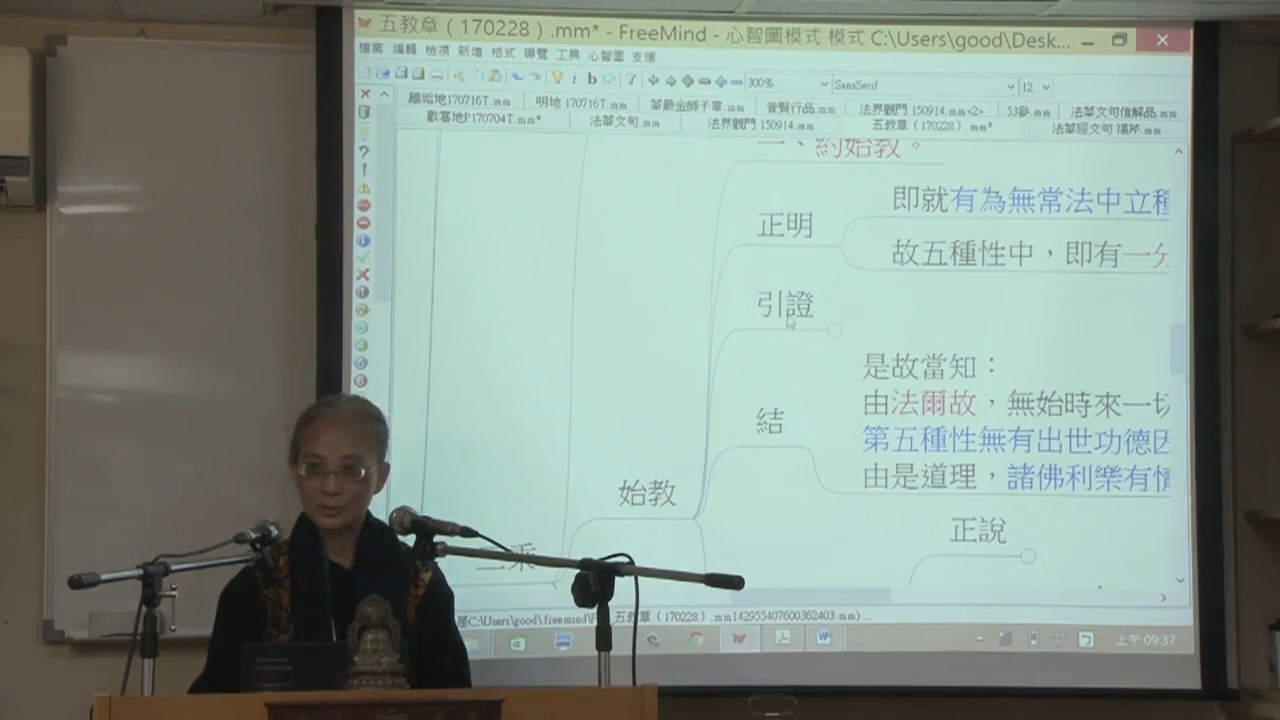 五教章（170228）.mm* - FreeMind - 心智圖模式 模式 C:\Users\good\Desk...
檔案 編輯 檢視 新增 格式 導覽 工具 心智圖 支援
300%
SansSerif
12
離垢地170716T.mm
明地 170716T.mm
華嚴金師子章.mm
普賢行品.mm
法界觀門 150914.mm<2>
53參.mm
法華文句信解品.mm
歡喜地P170704T.mm*
法華文句.mm
法界觀門 150914.mm
五教章（170228）.mm*
法華經文句
一、約始教。
正明
即就有為無常法中立種
故五種性中，即有一分
引證
是故當知：
由法爾故，無始時來一切
結
第五種性無有出世功德因
由是道理，諸佛利樂有情
始教
正說
五教章（170228）.mm142955407600362403.mm) ...
上午 09:37